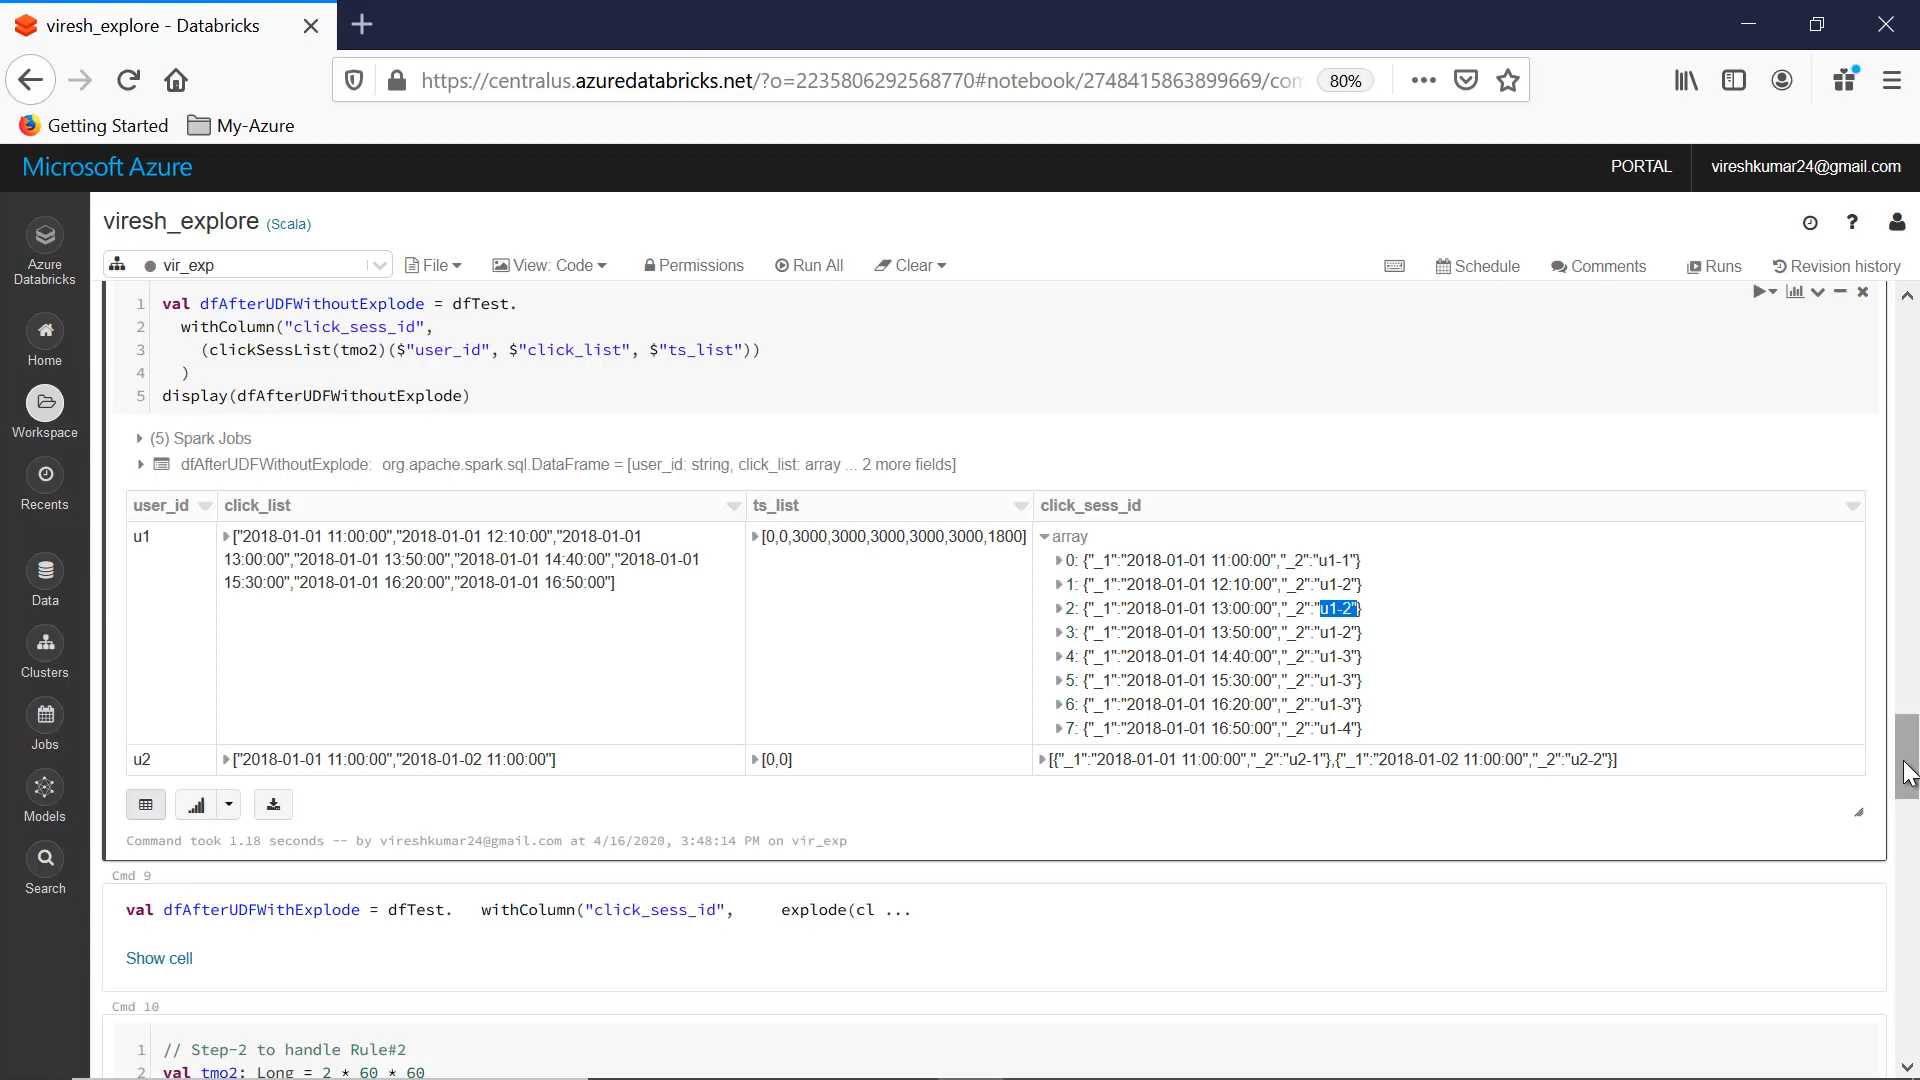 viresh_explore - Databricks
https://centralus.azuredatabricks.net/?o=2235806292568770#notebook/2748415863899669/con
80%
Getting Started
My-Azure
Microsoft Azure
PORTAL
vireshkumar24@gmail.com
viresh_explore (Scala)
vir_exp
File
View: Code
Permissions
Run All
Clear
Schedule
Comments
Runs
Revision history
Azure
Databricks
Home
Workspace
Recents
Data
Clusters
Jobs
Models
Search
1 val dfAfterUDFWithoutExplode = dfTest.
2 withColumn("click_sess_id",
3 (clickSessList(tmo2)($"user_id", $"click_list", $"ts_list"))
4 )
5 display(dfAfterUDFWithoutExplode)
(5) Spark Jobs
dfAfterUDFWithoutExplode: org.apache.spark.sql.DataFrame = [user_id: string, click_list: array ... 2 more fields]
user_id click_list ts_list click_sess_id
u1
["2018-01-01 11:00:00","2018-01-01 12:10:00","2018-01-01
13:00:00","2018-01-01 13:50:00","2018-01-01 14:40:00","2018-01-01
15:30:00","2018-01-01 16:20:00","2018-01-01 16:50:00"]
[0,0,3000,3000,3000,3000,3000,1800]
array
0: {"_1":"2018-01-01 11:00:00","_2":"u1-1"}
1: {"_1":"2018-01-01 12:10:00","_2":"u1-2"}
2: {"_1":"2018-01-01 13:00:00","_2":"u1-2"}
3: {"_1":"2018-01-01 13:50:00","_2":"u1-2"}
4: {"_1":"2018-01-01 14:40:00","_2":"u1-3"}
5: {"_1":"2018-01-01 15:30:00","_2":"u1-3"}
6: {"_1":"2018-01-01 16:20:00","_2":"u1-3"}
7: {"_1":"2018-01-01 16:50:00","_2":"u1-4"}
u2 ["2018-01-01 11:00:00","2018-01-02 11:00:00"] [0,0] [{"_1":"2018-01-01 11:00:00","_2":"u2-1"},{"_1":"2018-01-02 11:00:00","_2":"u2-2"}]
Command took 1.18 seconds -- by vireshkumar24@gmail.com at 4/16/2020, 3:48:14 PM on vir_exp
Cmd 9
val dfAfterUDFWithExplode = dfTest. withColumn("click_sess_id", explode(cl ...
Show cell
Cmd 10
1 // Step-2 to handle Rule#2
2 val tmo2: Long = 2 * 60 * 60